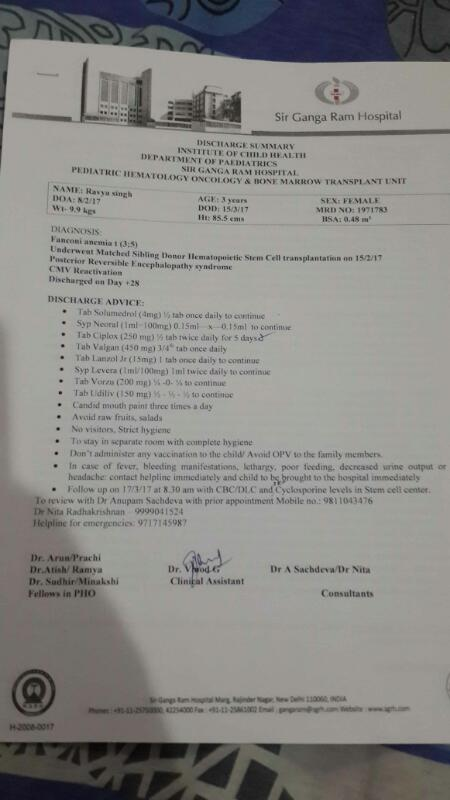 Sir Ganga Ram Hospital
DISCHARGE SUMMARY
INSTITUTE OF CHILD HEALTH
DEPARTMENT OF PAEDIATRICS
SIR GANGA RAM HOSPITAL
PEDIATRIC HEMATOLOGY ONCOLOGY & BONE MARROW TRANSPLANT UNIT
NAME: Ravya singh
DOA: 8/2/17 AGE: 3 years SEX: FEMALE
Wt- 9.9 kgs DOD: 15/3/17 MRD NO: 1971783
Ht: 85.5 cms BSA: 0.48 m²
DIAGNOSIS:
Fanconi anemia t (3;5)
Underwent Matched Sibling Donor Hematopoietic Stem Cell transplantation on 15/2/17
Posterior Reversible Encephalopathy syndrome
CMV Reactivation
Discharged on Day +28
DISCHARGE ADVICE:
• Tab Solumedrol (4mg) ½ tab once daily to continue
• Syp Neoral (1ml=100mg) 0.15ml—x—0.15ml to continue
• Tab Ciplox (250 mg) ½ tab twice daily for 5 days
• Tab Valgan (450 mg) 3/4th tab once daily
• Tab Lanzol Jr (15mg) 1 tab once daily to continue
• Syp Levera (1ml/100mg) 1ml twice daily to continue
• Tab Vorzu (200 mg) ¼ -0- ¼ to continue
• Tab Udiliv (150 mg) ½ - ½ - ½ to continue
• Candid mouth paint three times a day
• Avoid raw fruits, salads
• No visitors, Strict hygiene
• To stay in separate room with complete hygiene
• Don't administer any vaccination to the child/ Avoid OPV to the family members.
• In case of fever, bleeding manifestations, lethargy, poor feeding, decreased urine output or
headache: contact helpline immediately and child to be brought to the hospital immediately
• Follow up on 17/3/17 at 8.30 am with CBC/DLC and Cyclosporine levels in Stem cell center.
To review with Dr Anupam Sachdeva with prior appointment Mobile no.: 9811043476
Dr Nita Radhakrishnan – 9999041524
Helpline for emergencies: 9717145987
Dr. Arun/Prachi
Dr.Atish/ Ramya Dr. Vinod G Dr A Sachdeva/Dr Nita
Dr. Sudhir/Minakshi Clinical Assistant
Fellows in PHO Consultants
Sir Ganga Ram Hospital Marg, Rajinder Nagar, New Delhi 110060, INDIA
Phones : +91-11-25750000, 42254000 Fax : +91-11-25861002 Email : gangaram@sgrh.com Website : www.sgrh.com
H-2008-0017